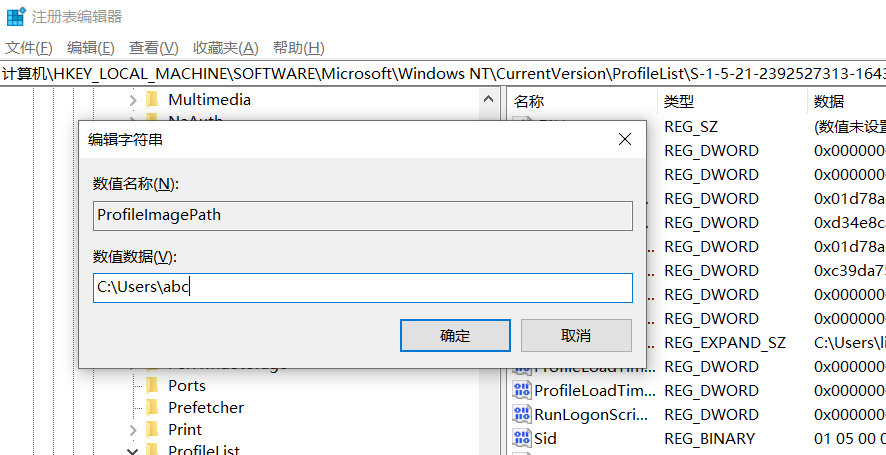 注册表编辑器
文件(F) 编辑(E) 查看(V) 收藏夹(A) 帮助(H)
计算机\HKEY_LOCAL_MACHINE\SOFTWARE\Microsoft\Windows NT\CurrentVersion\ProfileList\S-1-5-21-2392527313-1643
Multimedia
名称 类型 数据
REG_SZ (数值未设置
REG_DWORD 0x0000000
REG_DWORD 0x0000000
REG_DWORD 0x01d78a
REG_DWORD 0xd34e8c
REG_DWORD 0x01d78a
REG_DWORD 0xc39da75
REG_DWORD 0x0000000
REG_DWORD 0x0000000
REG_EXPAND_SZ C:\Users\li
ProfileLoadTim... REG_DWORD 0x0000000
ProfileLoadTim... REG_DWORD 0x0000000
RunLogonScri... REG_DWORD 0x0000000
Sid REG_BINARY 01 05 00 0
编辑字符串
数值名称(N):
ProfileImagePath
数值数据(V):
C:\Users\abc
确定 取消
Ports
Prefetcher
Print
ProfileList